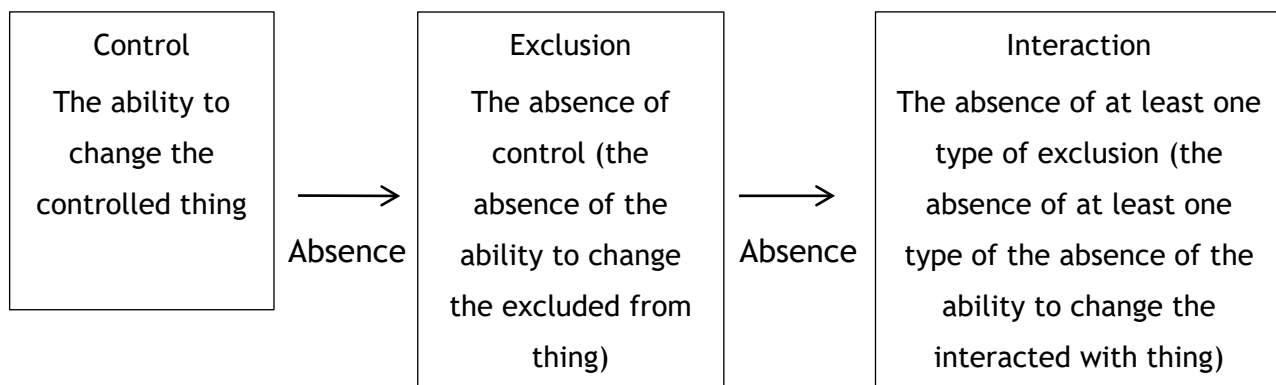 Control
The ability to
change the
controlled thing
Absence
Exclusion
The absence of
control (the
absence of the
ability to change
the excluded from
thing)
Absence
Interaction
The absence of at least one
type of exclusion (the
absence of at least one
type of the absence of the
ability to change the
interacted with thing)